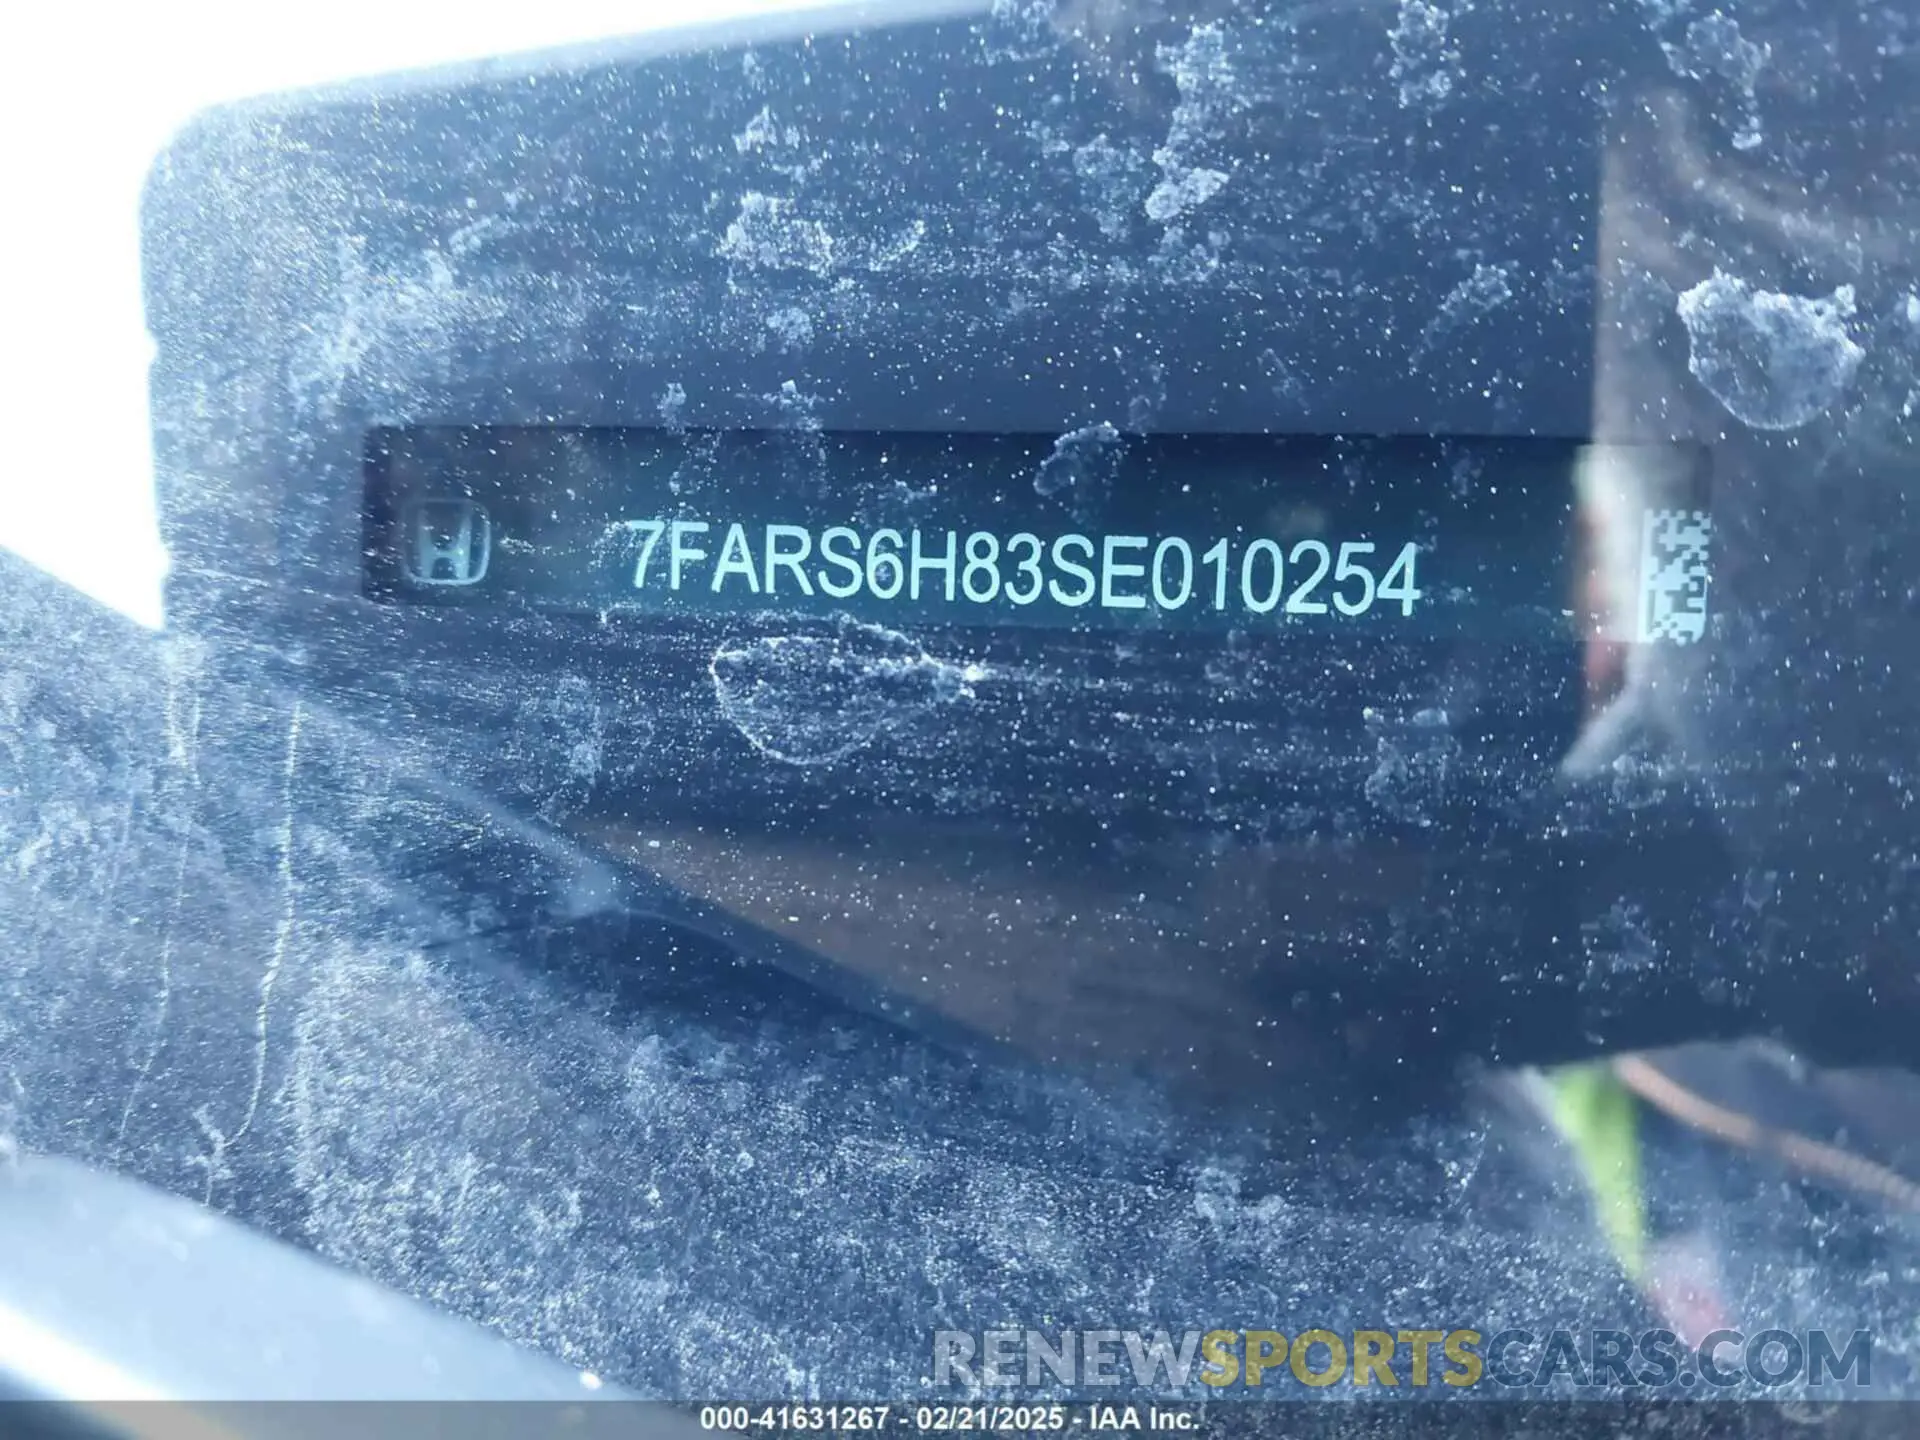 7FARS6H83SE010254
RENEWSPORTSCARS.COM
000-41631267 - 02/21/2025 - IAA Inc.